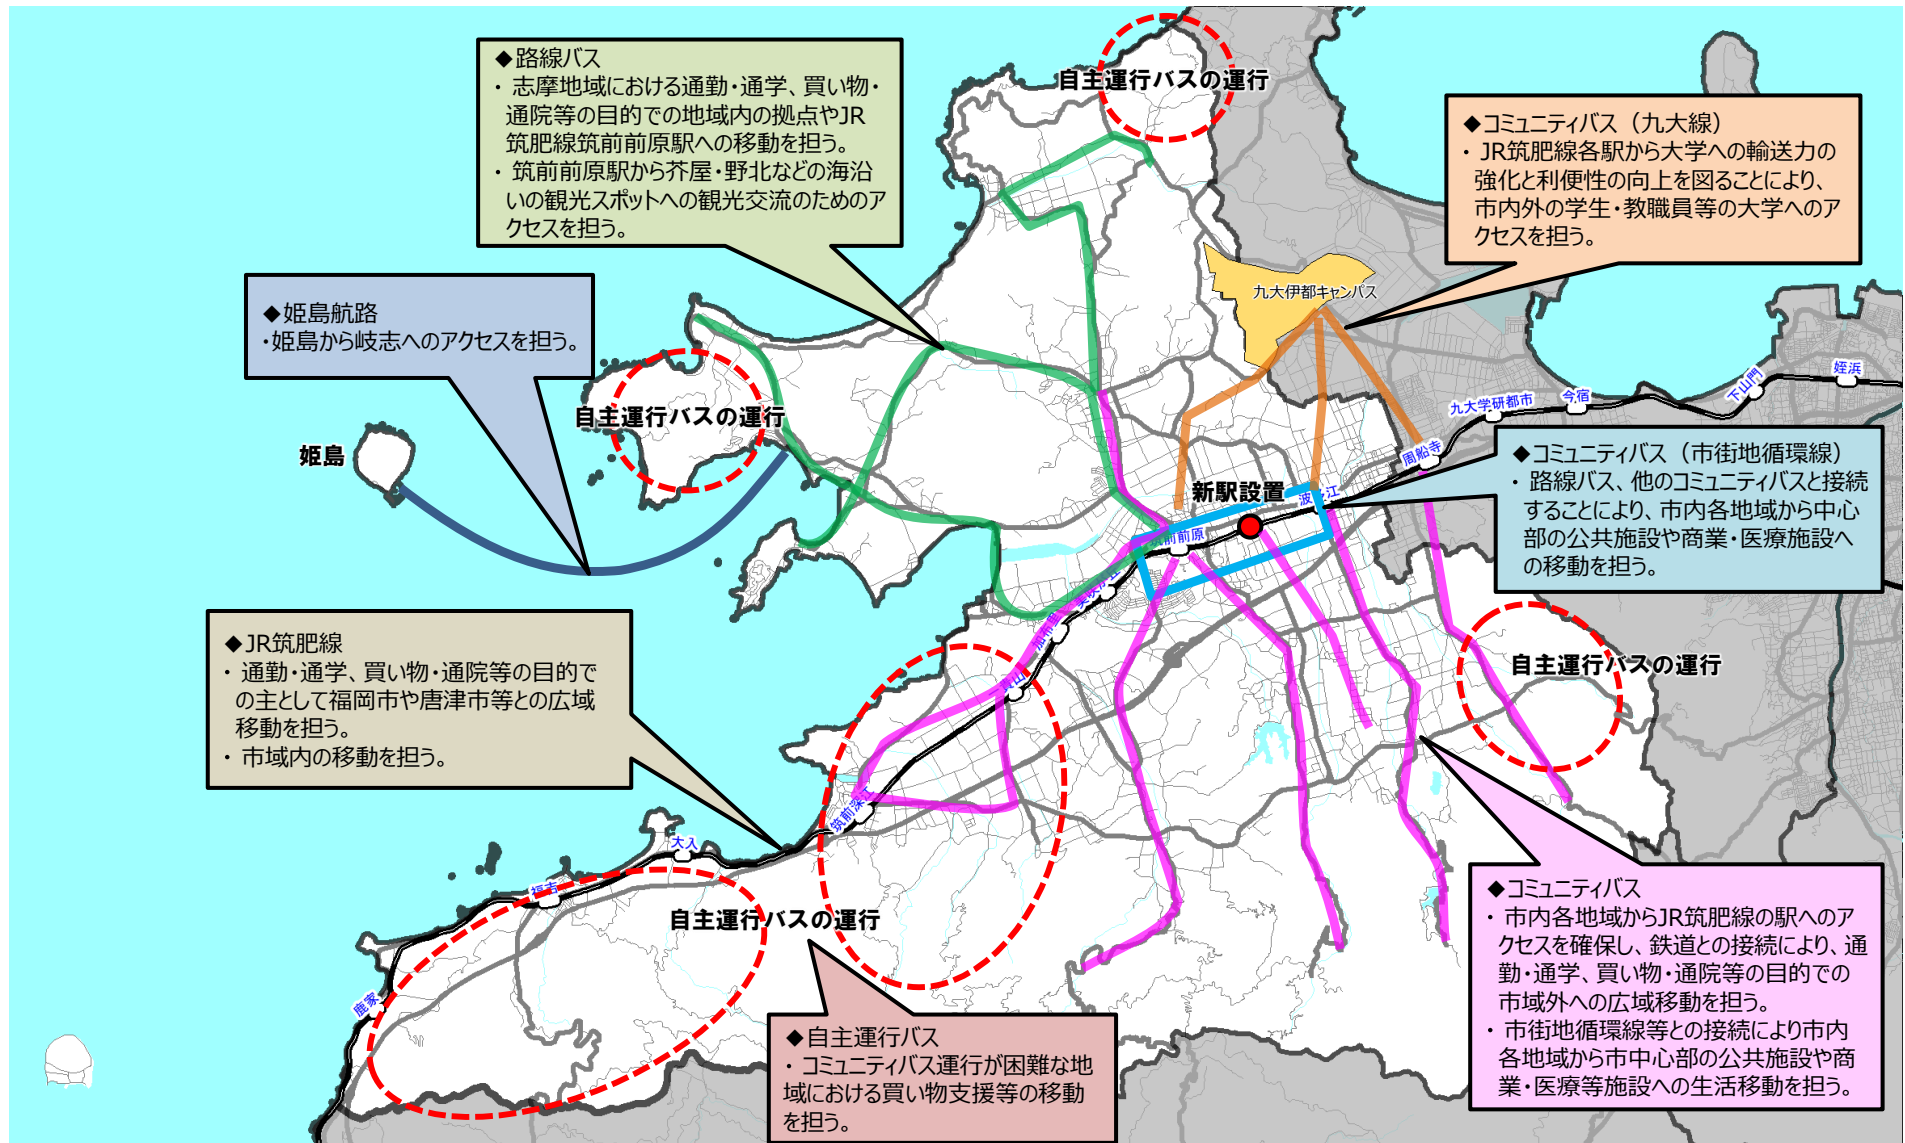 ◆路線バス
・ 志摩地域における通勤・通学、買い物・
通院等の目的での地域内の拠点やJR
筑肥線筑前前原駅への移動を担う。
・ 筑前前原駅から芥屋・野北などの海沿
いの観光スポットへの観光交流のためのア
クセスを担う。
自主運行バスの運行
◆コミュニティバス（九大線）
・ JR筑肥線各駅から大学への輸送力の
強化と利便性の向上を図ることにより、
市内外の学生・教職員等の大学へのア
クセスを担う。
九大伊都キャンパス
◆姫島航路
・姫島から岐志へのアクセスを担う。
自主運行バスの運行
姫島
姪浜
下山門
今宿
九大学研都市
周船寺
◆コミュニティバス（市街地循環線）
・ 路線バス、他のコミュニティバスと接続
することにより、市内各地域から中心
部の公共施設や商業・医療施設へ
の移動を担う。
新駅設置
波多江
筑前前原
美咲が丘
加布里
貴山
◆JR筑肥線
・ 通勤・通学、買い物・通院等の目的で
の主として福岡市や唐津市等との広域
移動を担う。
・ 市域内の移動を担う。
自主運行バスの運行
筑前深江
大入
福吉
鹿家
自主運行バスの運行
◆コミュニティバス
・ 市内各地域からJR筑肥線の駅へのア
クセスを確保し、鉄道との接続により、通
勤・通学、買い物・通院等の目的での
市域外への広域移動を担う。
・ 市街地循環線等との接続により市内
各地域から市中心部の公共施設や商
業・医療等施設への生活移動を担う。
◆自主運行バス
・ コミュニティバス運行が困難な地
域における買い物支援等の移動
を担う。